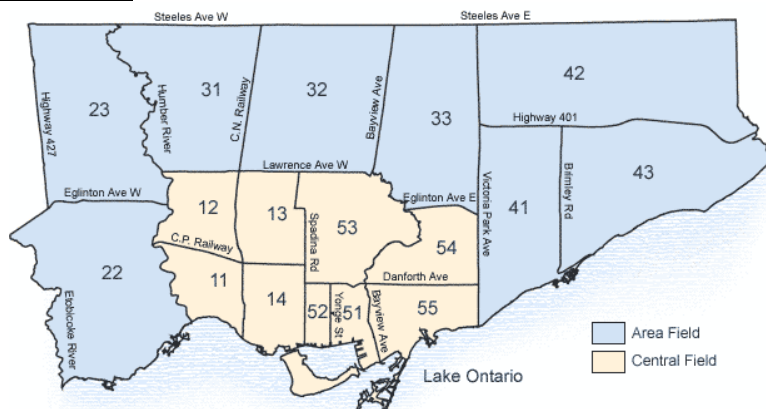 Steeles Ave W
Steeles Ave E
42
31
32
23
33
Highway 427
Humber River
C.N. Railway
Bayview Ave
Highway 401
Lawrence Ave W
43
Eglinton Ave W
Eglinton Ave E
Victoria Park Ave
Brimley Rd
12
13
41
Spadina Rd
53
C.P. Railway
54
22
11
Danforth Ave
14
52
Yonge St
51
Bayview Ave
55
Etobicoke River
Area Field
Central Field
Lake Ontario